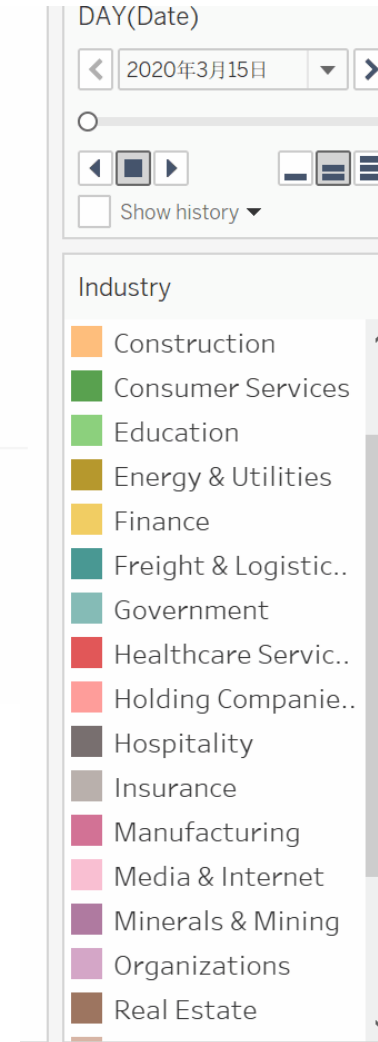 DAY(Date)
2020年3月15日
Show history
Industry
Construction
Consumer Services
Education
Energy & Utilities
Finance
Freight & Logistic..
Government
Healthcare Servic..
Holding Companie..
Hospitality
Insurance
Manufacturing
Media & Internet
Minerals & Mining
Organizations
Real Estate